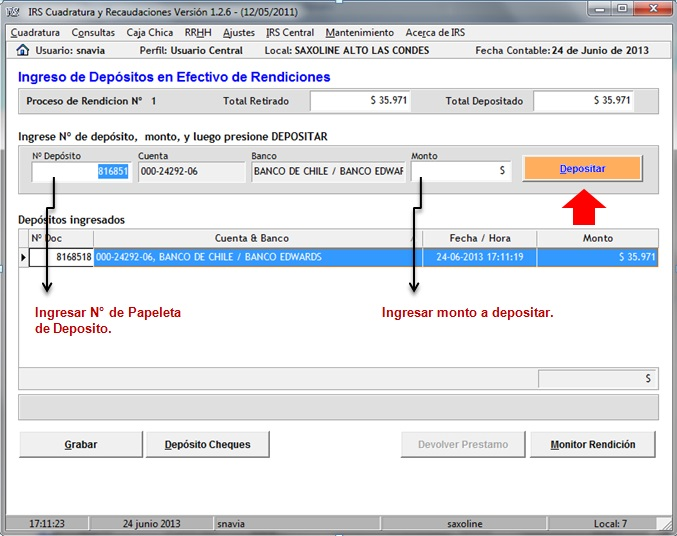 IRS Cuadratura y Recaudaciones Versión 1.2.6 - (12/05/2011)
Cuadratura Consultas Caja Chica RRHH Ajustes IRS Central Mantenimiento Acerca de IRS
Usuario: snavia Perfil: Usuario Central Local: SAXOLINE ALTO LAS CONDES Fecha Contable: 24 de Junio de 2013
Ingreso de Depósitos en Efectivo de Rendiciones
Proceso de Rendicion Nº 1 Total Retirado $ 35.971 Total Depositado $ 35.971
Ingrese Nº de depósito, monto, y luego presione DEPOSITAR
Nº Depósito Cuenta Banco Monto
816851 000-24292-06 BANCO DE CHILE / BANCO EDWAR $ Depositar
Depósitos ingresados
Nº Doc Cuenta & Banco Fecha / Hora Monto
8168518 000-24292-06, BANCO DE CHILE / BANCO EDWARDS 24-06-2013 17:11:19 $ 35.971
Ingresar N° de Papeleta
de Deposito.
Ingresar monto a depositar.
$
Grabar Depósito Cheques Devolver Prestamo Monitor Rendición
17:11:23 24 junio 2013 snavia saxoline Local: 7